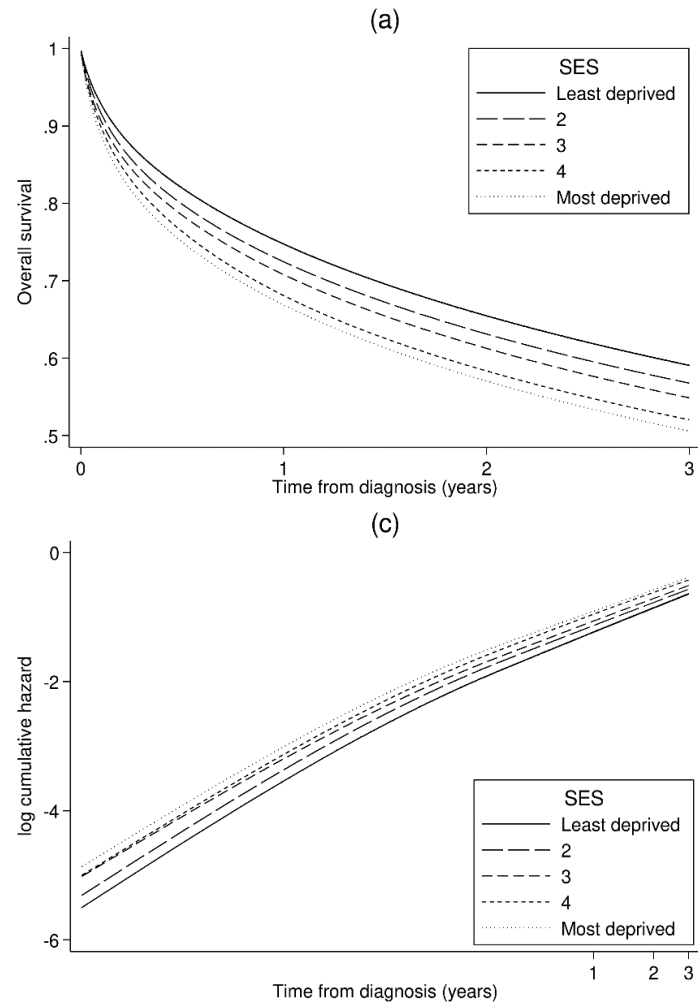 (a)
1
.9
.8
.7
.6
.5
Overall survival
SES
Least deprived
2
3
4
Most deprived
0
1
2
3
Time from diagnosis (years)
(c)
0
-2
-4
-6
log cumulative hazard
SES
Least deprived
2
3
4
Most deprived
1
2
3
Time from diagnosis (years)